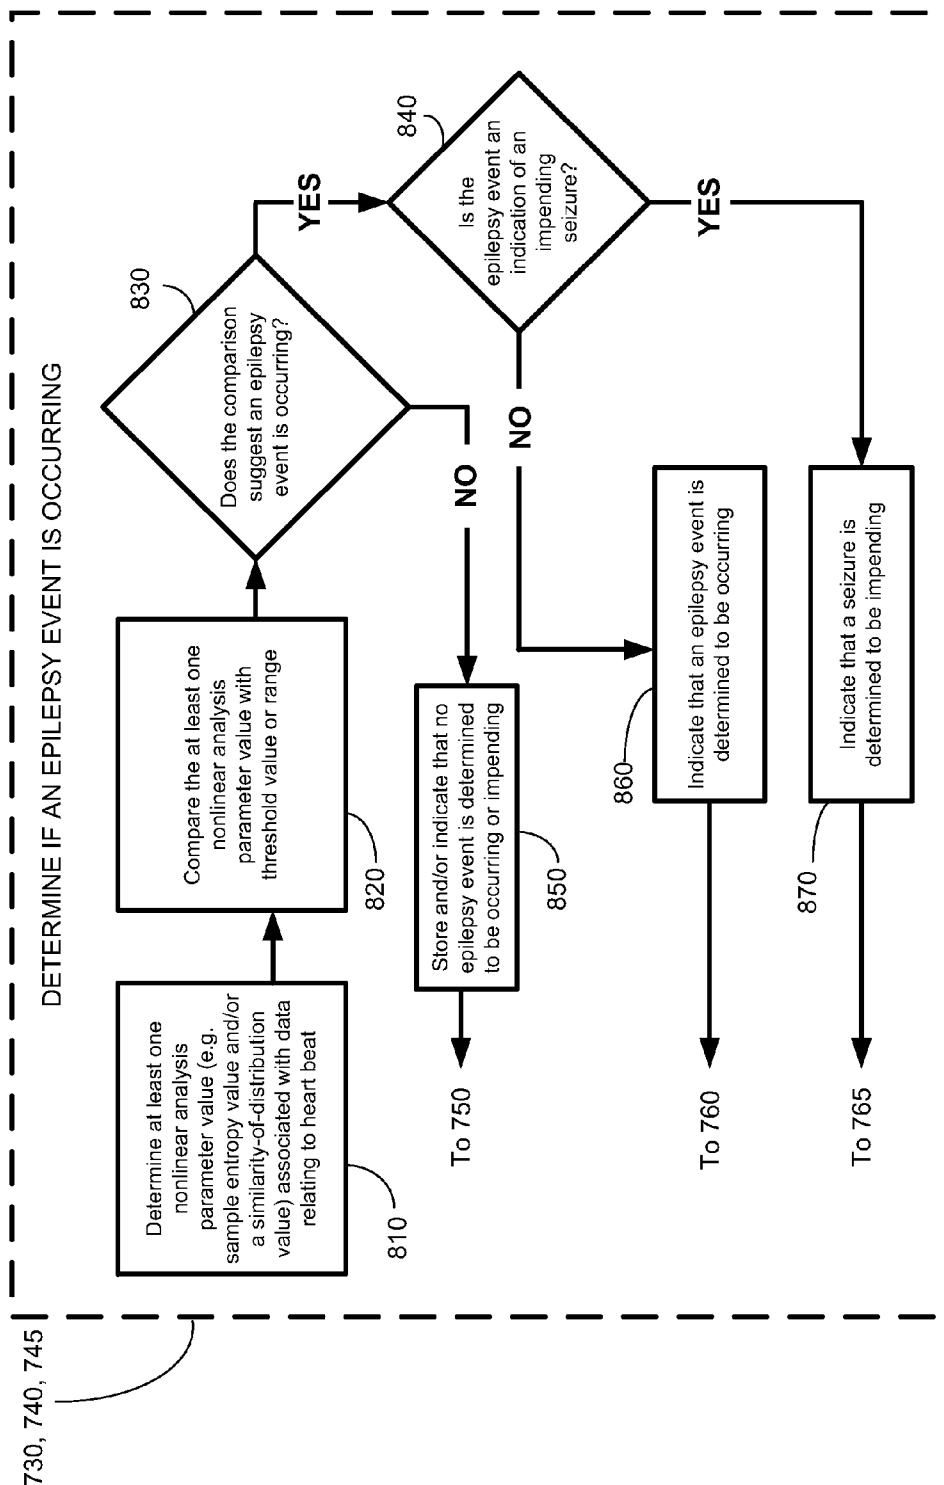 730, 740, 745
DETERMINE IF AN EPILEPSY EVENT IS OCCURRING
Determine at least one
nonlinear analysis
parameter value (e.g.
sample entropy value and/or
a similarity-of-distribution
value) associated with data
relating to heart beat
810
Compare the at least one
nonlinear analysis
parameter value with
threshold value or range
820
Does the comparison
suggest an epilepsy
event is occurring?
830
YES
NO
Is the
epilepsy event an
indication of an
impending
seizure?
840
NO
YES
Store and/or indicate that no
epilepsy event is determined
to be occurring or impending
850
To 750
Indicate that an epilepsy event is
determined to be occurring
860
To 760
Indicate that a seizure is
determined to be impending
870
To 765